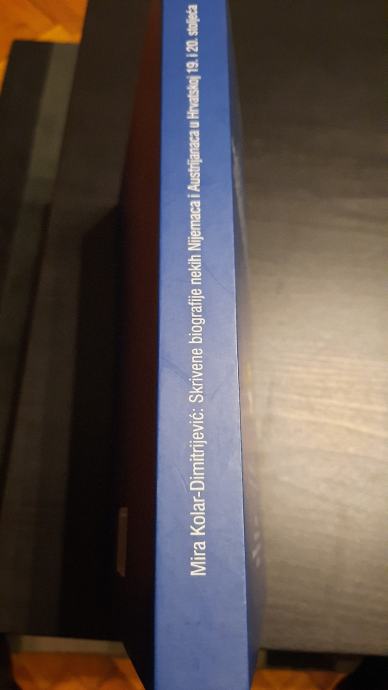 Mira Kolar-Dimitrijević: Skrivene biografije nekih Nijemaca i Austrijanaca u Hrvatskoj 19. i 20. stoljeća